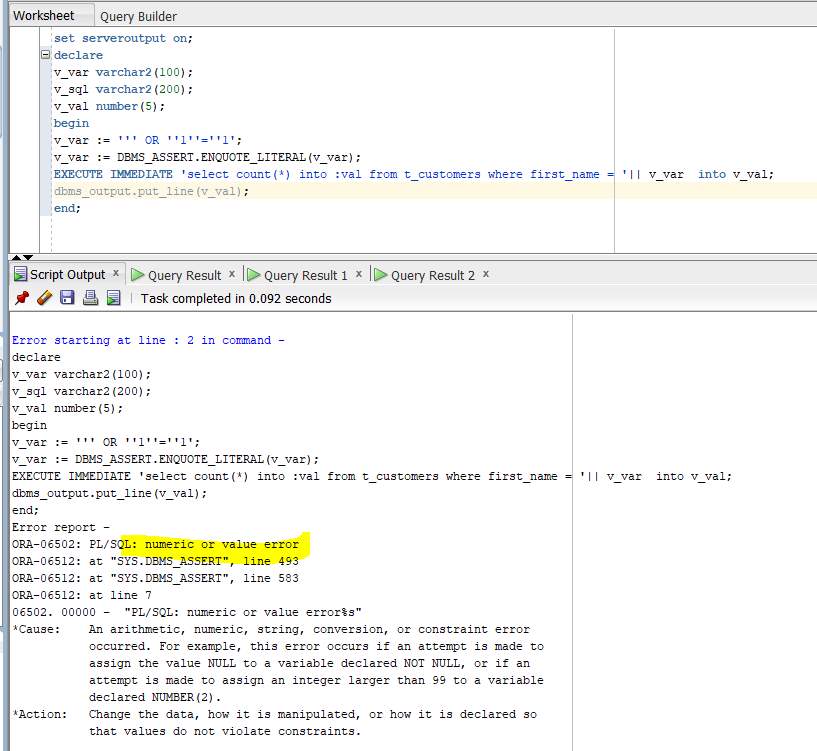 Worksheet Query Builder
set serveroutput on;
declare
v_var varchar2(100);
v_sql varchar2(200);
v_val number(5);
begin
v_var := ''' OR ''1''=''1';
v_var := DBMS_ASSERT.ENQUOTE_LITERAL(v_var);
EXECUTE IMMEDIATE 'select count(*) into :val from t_customers where first_name = '|| v_var  into v_val;
dbms_output.put_line(v_val);
end;
Script Output x Query Result x Query Result 1 x Query Result 2 x
Task completed in 0.092 seconds
Error starting at line : 2 in command -
declare
v_var varchar2(100);
v_sql varchar2(200);
v_val number(5);
begin
v_var := ''' OR ''1''=''1';
v_var := DBMS_ASSERT.ENQUOTE_LITERAL(v_var);
EXECUTE IMMEDIATE 'select count(*) into :val from t_customers where first_name = '|| v_var  into v_val;
dbms_output.put_line(v_val);
end;
Error report -
ORA-06502: PL/SQL: numeric or value error
ORA-06512: at "SYS.DBMS_ASSERT", line 493
ORA-06512: at "SYS.DBMS_ASSERT", line 583
ORA-06512: at line 7
06502. 00000 -  "PL/SQL: numeric or value error%s"
*Cause:    An arithmetic, numeric, string, conversion, or constraint error
occurred. For example, this error occurs if an attempt is made to
assign the value NULL to a variable declared NOT NULL, or if an
attempt is made to assign an integer larger than 99 to a variable
declared NUMBER(2).
*Action:   Change the data, how it is manipulated, or how it is declared so
that values do not violate constraints.